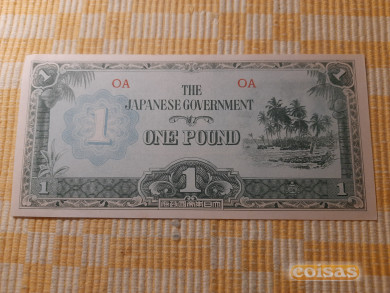 1 1
OA OA
THE
JAPANESE GOVERNMENT
1
ONE POUND
1 1 1
coisas